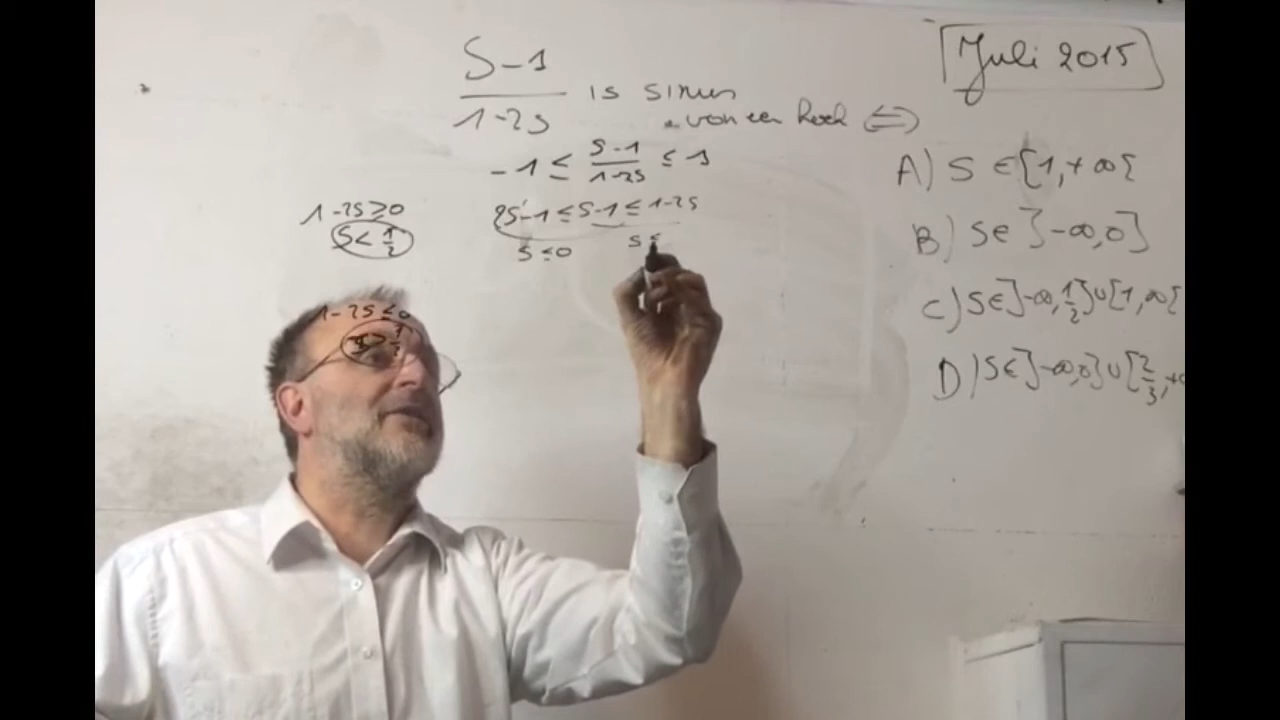 Juli 2015
S-1
1-2s
is sinus
van een hoek ⇔
-1 ≤ S-1/1-2S ≤ 1
2S-1 ≤ S-1 ≤ 1-2S
S ≤ 0
S ≤
1-2S ≥ 0
S < 1/2
1-2S ≤ 0
A) S ∈ [1, +∞[
B) S ∈ ]-∞, 0]
C) S ∈ ]-∞, 1/2] ∪ [1, ∞[
D) S ∈ ]-∞, 0] ∪ [2/3, +∞